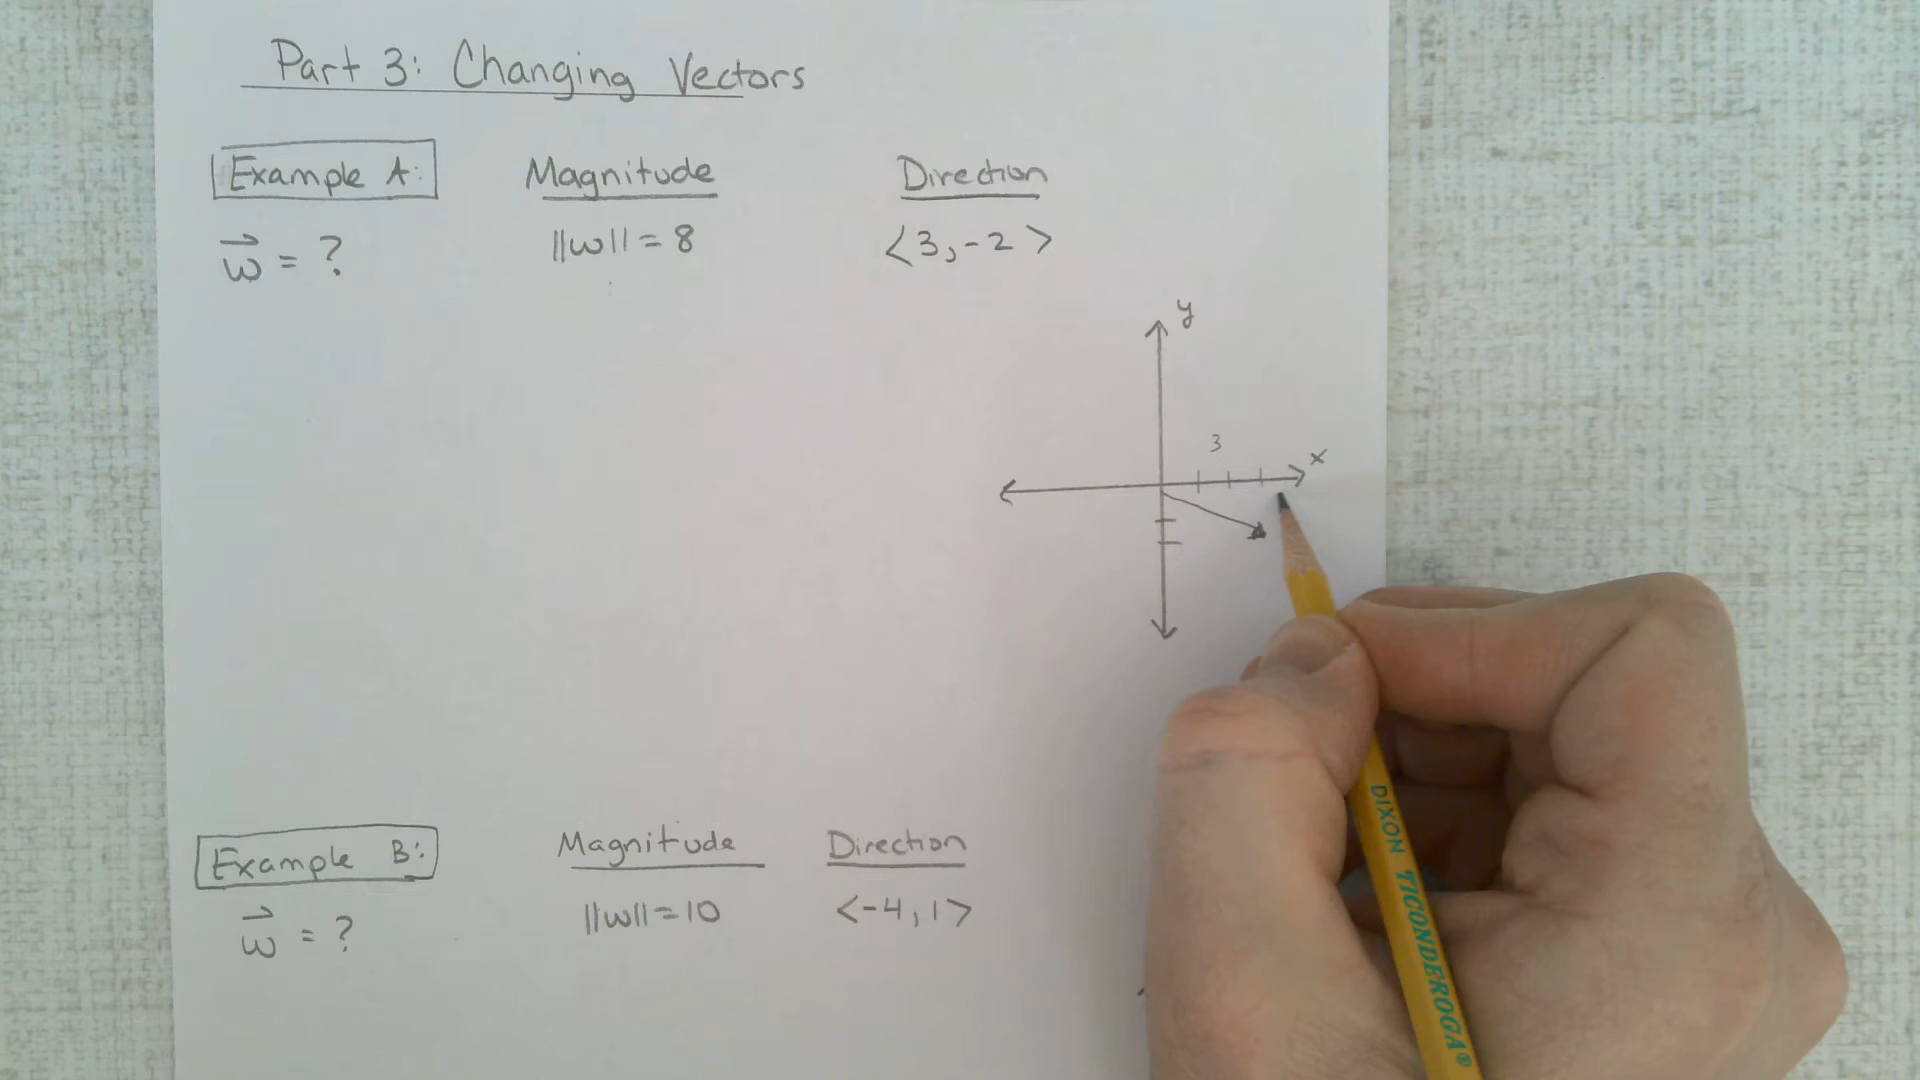 Part 3: Changing Vectors
Example A: Magnitude Direction
w⃗ = ? ||w|| = 8 <3, -2>
y
3
x
Example B: Magnitude Direction
w⃗ = ? ||w|| = 10 <-4, 1>
DIXON TICONDEROGA®